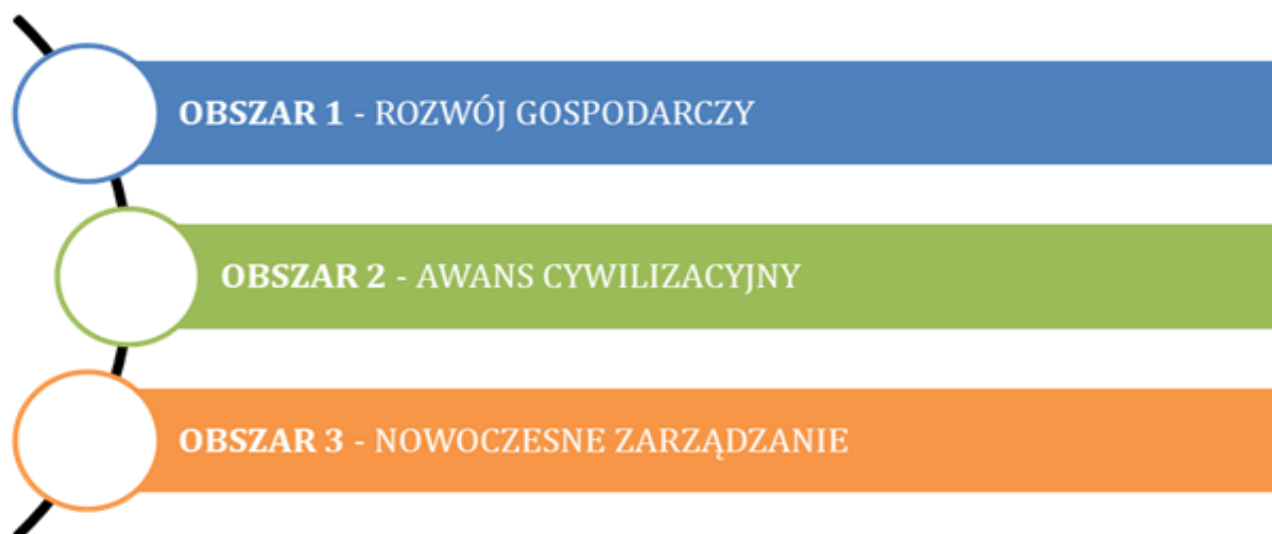 OBSZAR 1 - ROZWÓJ GOSPODARCZY
OBSZAR 2 - AWANS CYWILIZACYJNY
OBSZAR 3 - NOWOCZESNE ZARZĄDZANIE